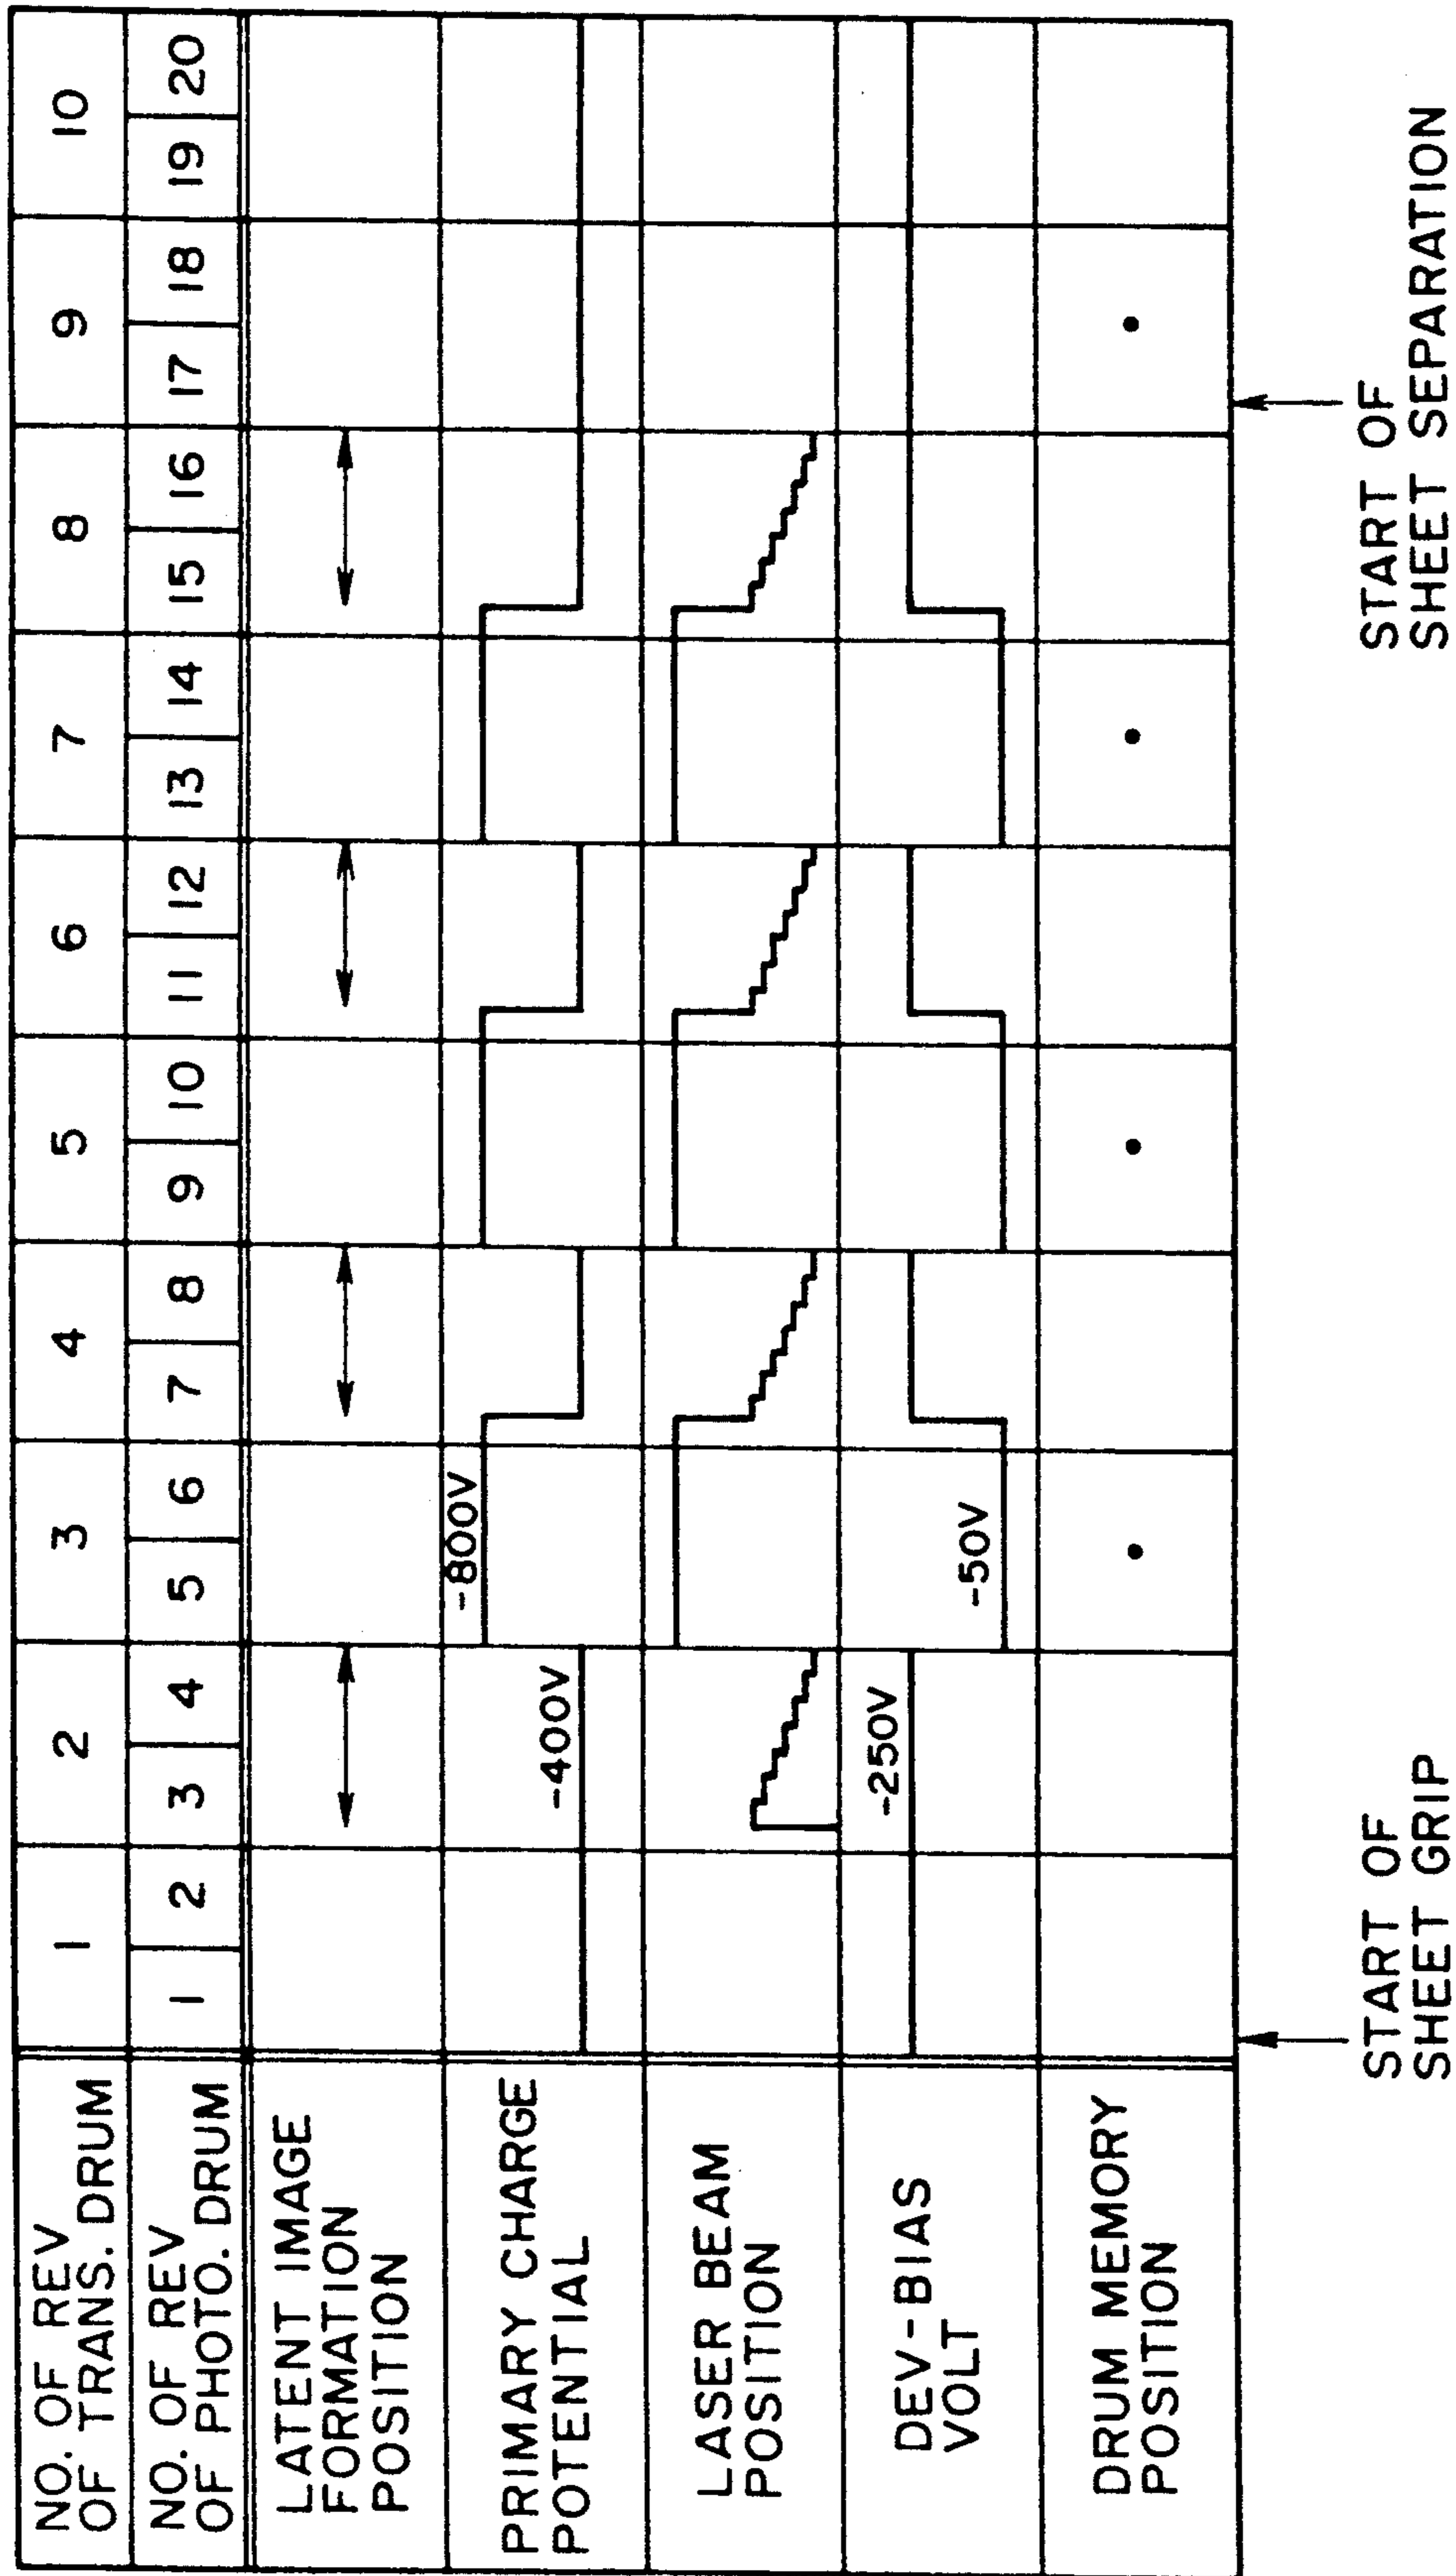 NO. OF REV
OF TRANS. DRUM
1 2 3 4 5 6 7 8 9 10
NO. OF REV
OF PHOTO. DRUM
1 2 3 4 5 6 7 8 9 10 11 12 13 14 15 16 17 18 19 20
LATENT IMAGE
FORMATION
POSITION
PRIMARY CHARGE
POTENTIAL
-400V
-800V
LASER BEAM
POSITION
DEV-BIAS
VOLT
-250V
-50V
DRUM MEMORY
POSITION
START OF
SHEET GRIP
START OF
SHEET SEPARATION